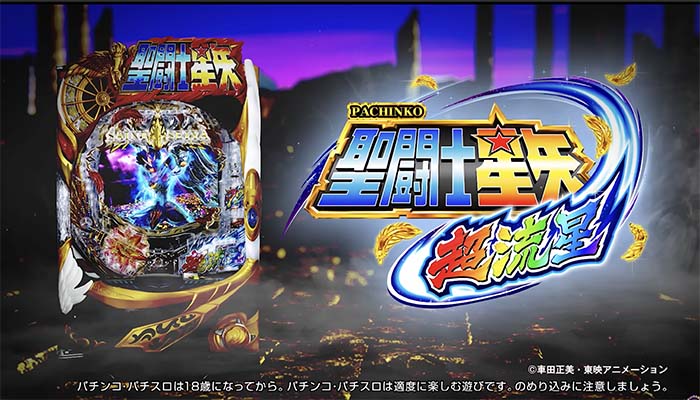 聖闘士星矢
SAINT SEIYA
PACHINKO
聖闘士星矢
超流星
©車田正美・東映アニメーション
パチンコ・パチスロは18歳になってから。パチンコ・パチスロは適度に楽しむ遊びです。のめり込みに注意しましょう。